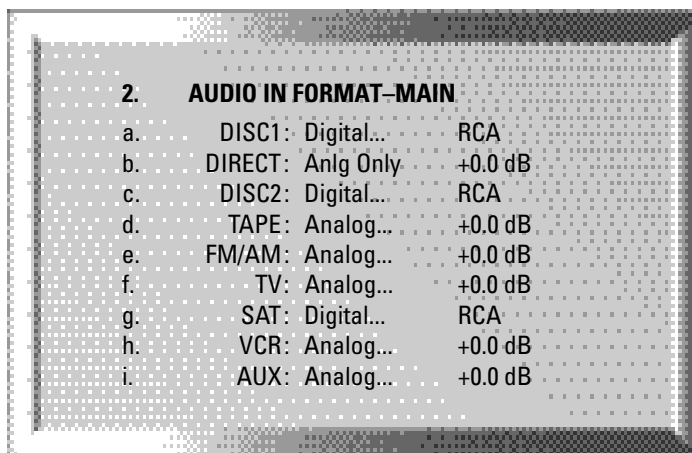 2. AUDIO IN FORMAT–MAIN
a. DISC1: Digital... RCA
b. DIRECT: Anlg Only +0.0 dB
c. DISC2: Digital... RCA
d. TAPE: Analog... +0.0 dB
e. FM/AM: Analog... +0.0 dB
f. TV: Analog... +0.0 dB
g. SAT: Digital... RCA
h. VCR: Analog... +0.0 dB
i. AUX: Analog... +0.0 dB